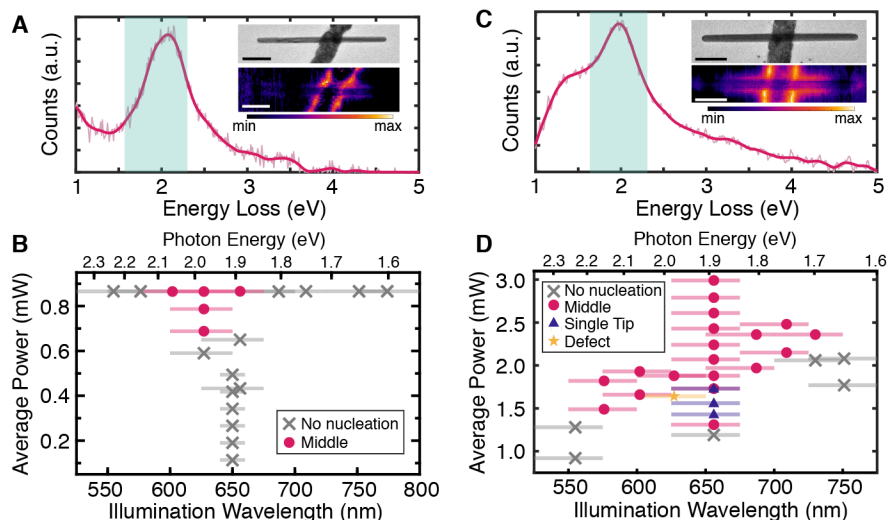 A
Counts (a.u.)
min max
1 2 3 4 5
Energy Loss (eV)
C
Counts (a.u.)
min max
1 2 3 4 5
Energy Loss (eV)
B
Photon Energy (eV)
2.3 2.2 2.1 2.0 1.9 1.8 1.7 1.6
Average Power (mW)
0.8
0.6
0.4
0.2
No nucleation
Middle
550 600 650 700 750 800
Illumination Wavelength (nm)
D
Photon Energy (eV)
2.3 2.2 2.1 2.0 1.9 1.8 1.7 1.6
Average Power (mW)
3.0
2.5
2.0
1.5
1.0
No nucleation
Middle
Single Tip
Defect
550 600 650 700 750
Illumination Wavelength (nm)